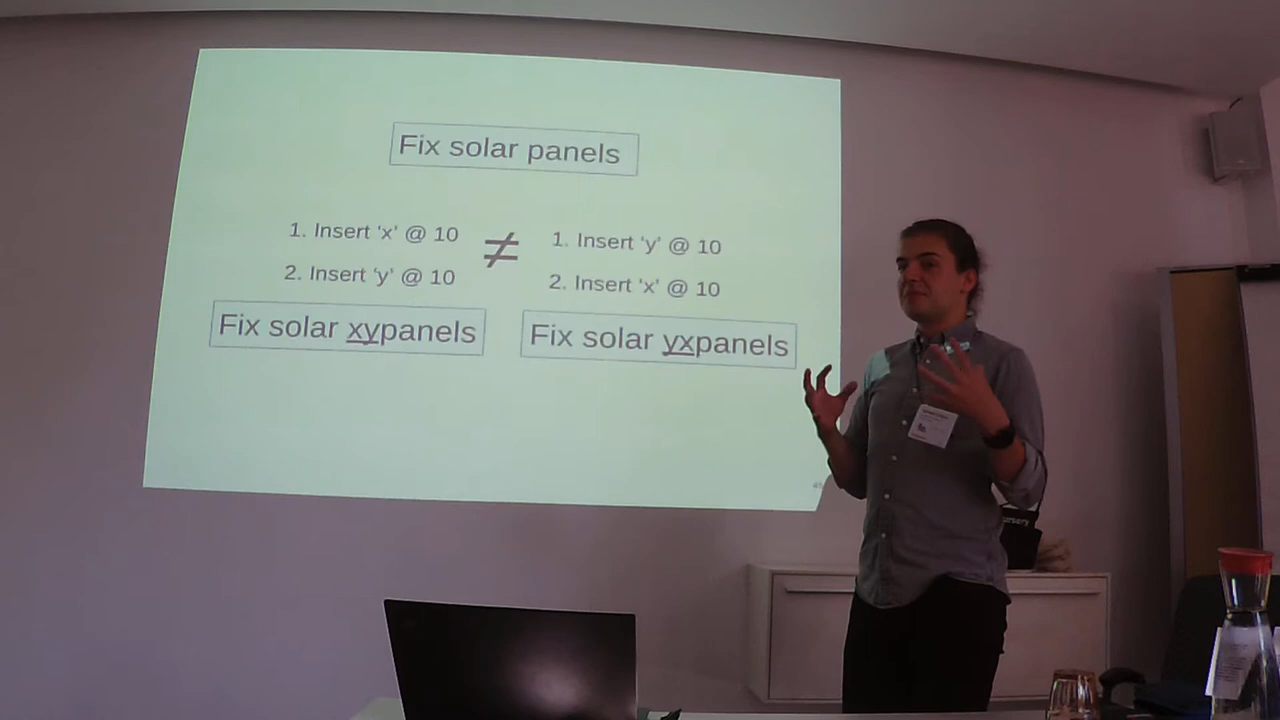 Fix solar panels
1. Insert 'x' @ 10
2. Insert 'y' @ 10
≠
1. Insert 'y' @ 10
2. Insert 'x' @ 10
Fix solar xypanels
Fix solar yxpanels